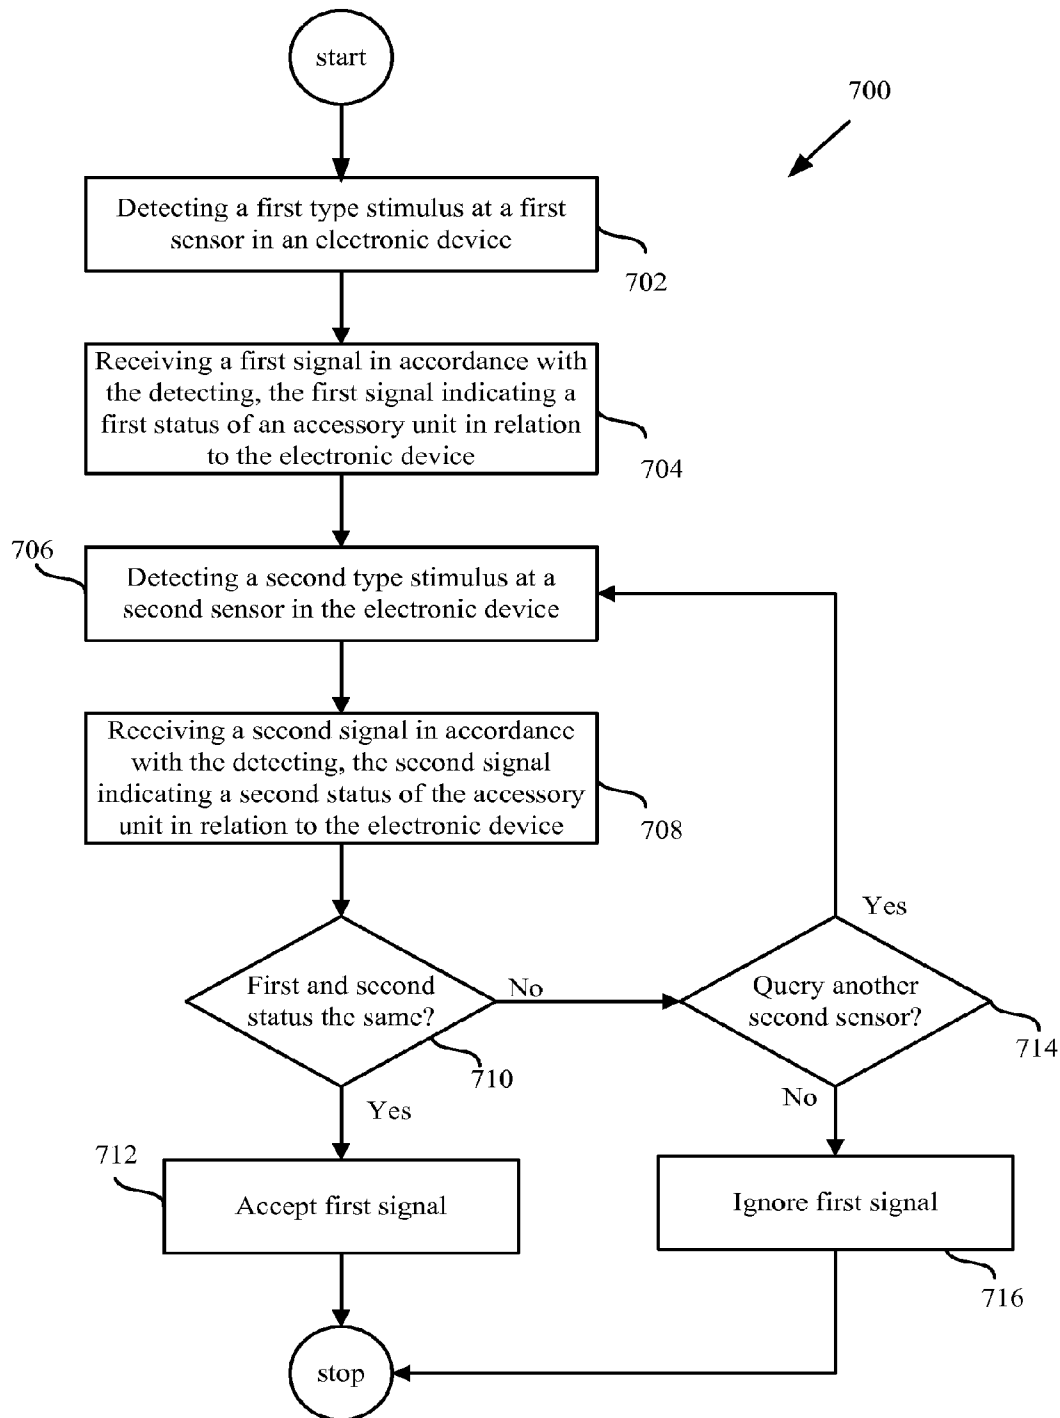 start
700
Detecting a first type stimulus at a first
sensor in an electronic device
702
Receiving a first signal in accordance with
the detecting, the first signal indicating a
first status of an accessory unit in relation
to the electronic device
704
706
Detecting a second type stimulus at a
second sensor in the electronic device
Receiving a second signal in accordance
with the detecting, the second signal
indicating a second status of the accessory
unit in relation to the electronic device
708
First and second
status the same?
710
No
Query another
second sensor?
714
Yes
Yes
No
712
Accept first signal
Ignore first signal
716
stop